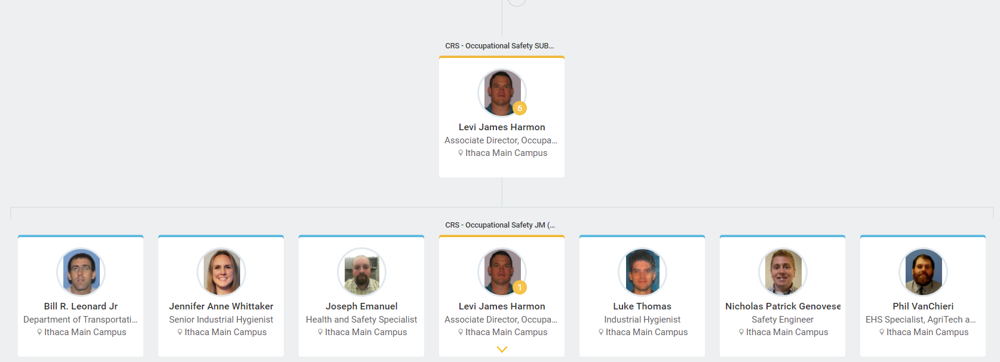 CRS - Occupational Safety SUB...
6
Levi James Harmon
Associate Director, Occupa...
Ithaca Main Campus
CRS - Occupational Safety JM (...
Bill R. Leonard Jr
Department of Transportati...
Ithaca Main Campus
Jennifer Anne Whittaker
Senior Industrial Hygienist
Ithaca Main Campus
Joseph Emanuel
Health and Safety Specialist
Ithaca Main Campus
1
Levi James Harmon
Associate Director, Occupa...
Ithaca Main Campus
Luke Thomas
Industrial Hygienist
Ithaca Main Campus
Nicholas Patrick Genovese
Safety Engineer
Ithaca Main Campus
Phil VanChieri
EHS Specialist, AgriTech a...
Ithaca Main Campus